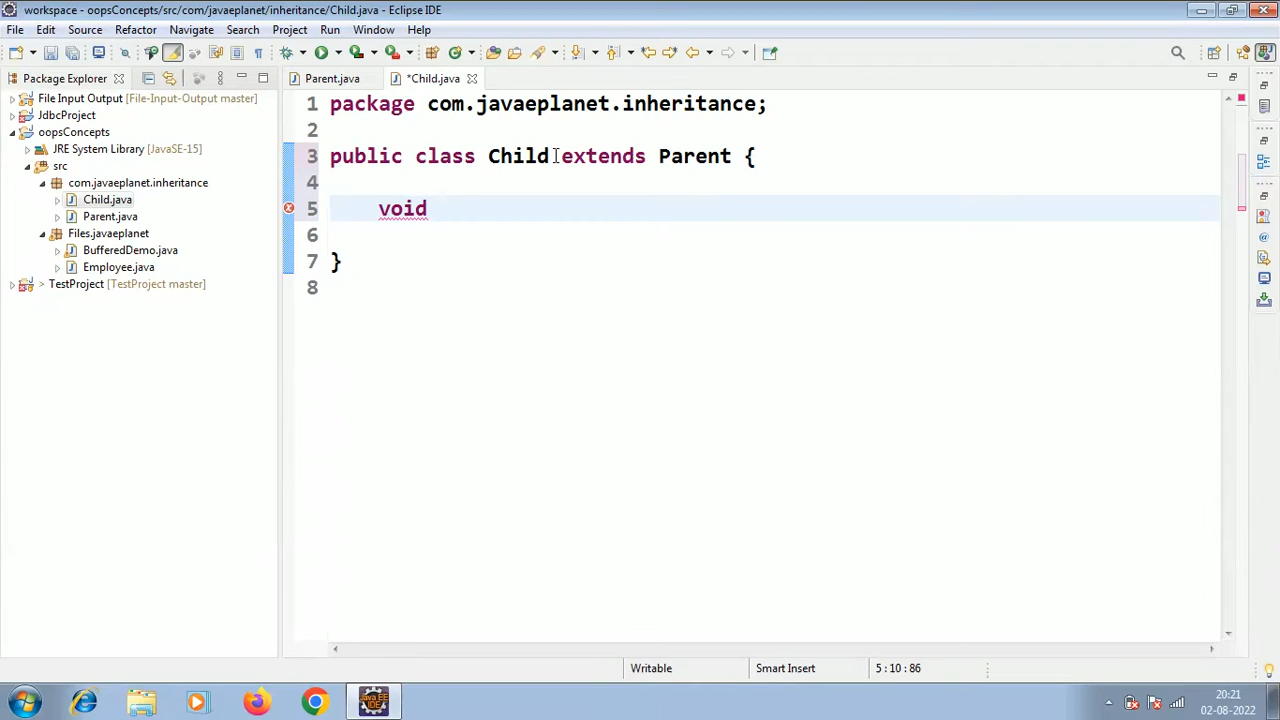 workspace - oopsConcepts/src/com/javaeplanet/inheritance/Child.java - Eclipse IDE
File Edit Source Refactor Navigate Search Project Run Window Help
Package Explorer
Parent.java
*Child.java
File Input Output [File-Input-Output master]
JdbcProject
oopsConcepts
JRE System Library [JavaSE-15]
src
com.javaeplanet.inheritance
Child.java
Parent.java
Files.javaeplanet
BufferedDemo.java
Employee.java
> TestProject [TestProject master]
1 package com.javaeplanet.inheritance;
2
3 public class Child extends Parent {
4
5 void
6
7 }
8
Writable
Smart Insert
5 : 10 : 86
Java EE
IDE
20:21
02-08-2022